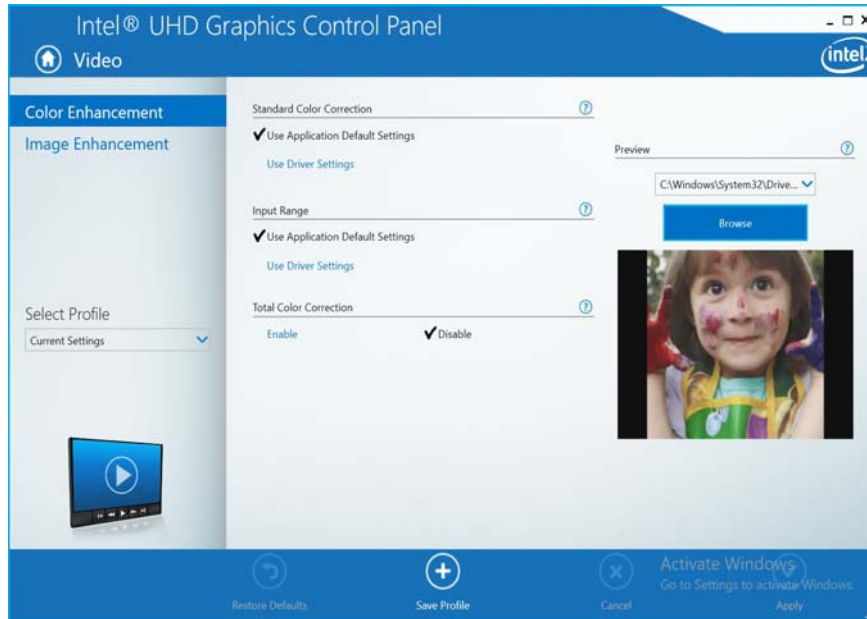 Intel® UHD Graphics Control Panel
Video
intel
Color Enhancement
Image Enhancement
Select Profile
Current Settings
Standard Color Correction
Use Application Default Settings
Use Driver Settings
Input Range
Use Application Default Settings
Use Driver Settings
Total Color Correction
Enable
Disable
Preview
C:\Windows\System32\Drive...
Browse
Restore Defaults
Save Profile
Cancel
Apply
Activate Windows
Go to Settings to activate Windows.